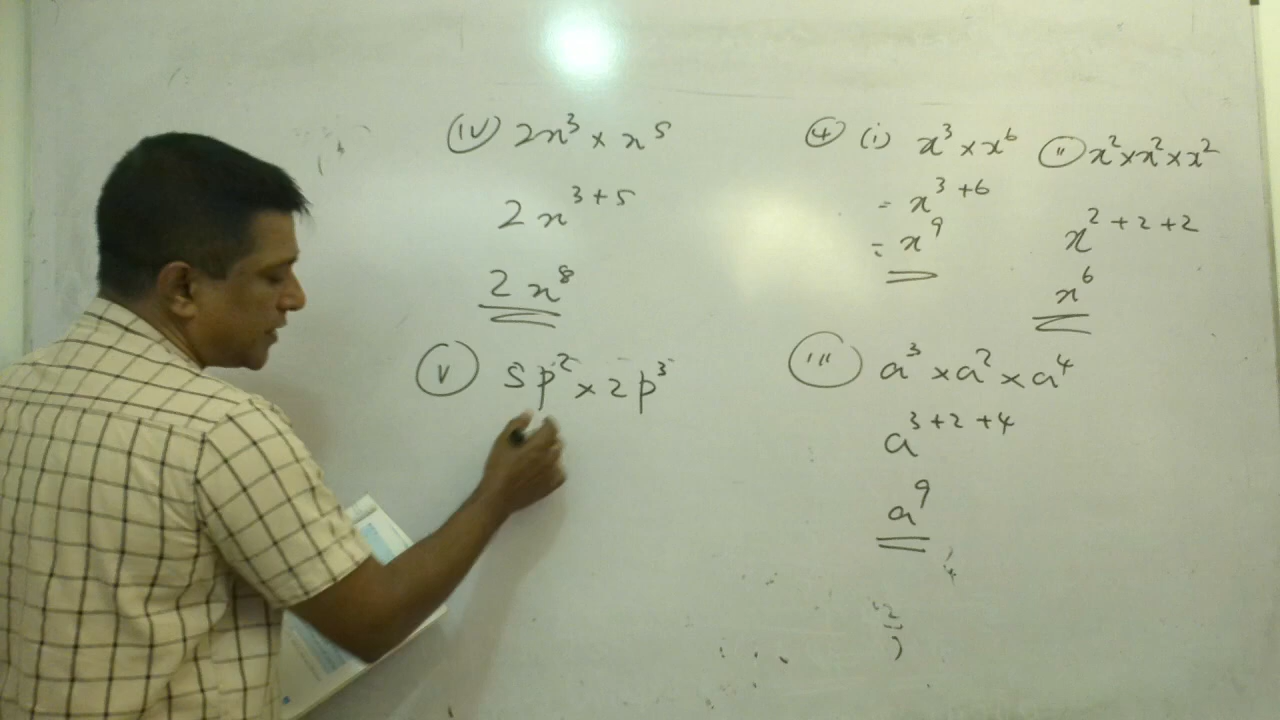 ④ (i) x³ × x⁶
= x³ ⁺ ⁶
= x⁹
(ii) x² × x² × x²
x² ⁺ ² ⁺ ²
x⁶
(iii) a³ × a² × a⁴
a³ ⁺ ² ⁺ ⁴
a⁹
(iv) 2x³ × x⁵
2x³ ⁺ ⁵
2x⁸
(v) 5p² × 2p³